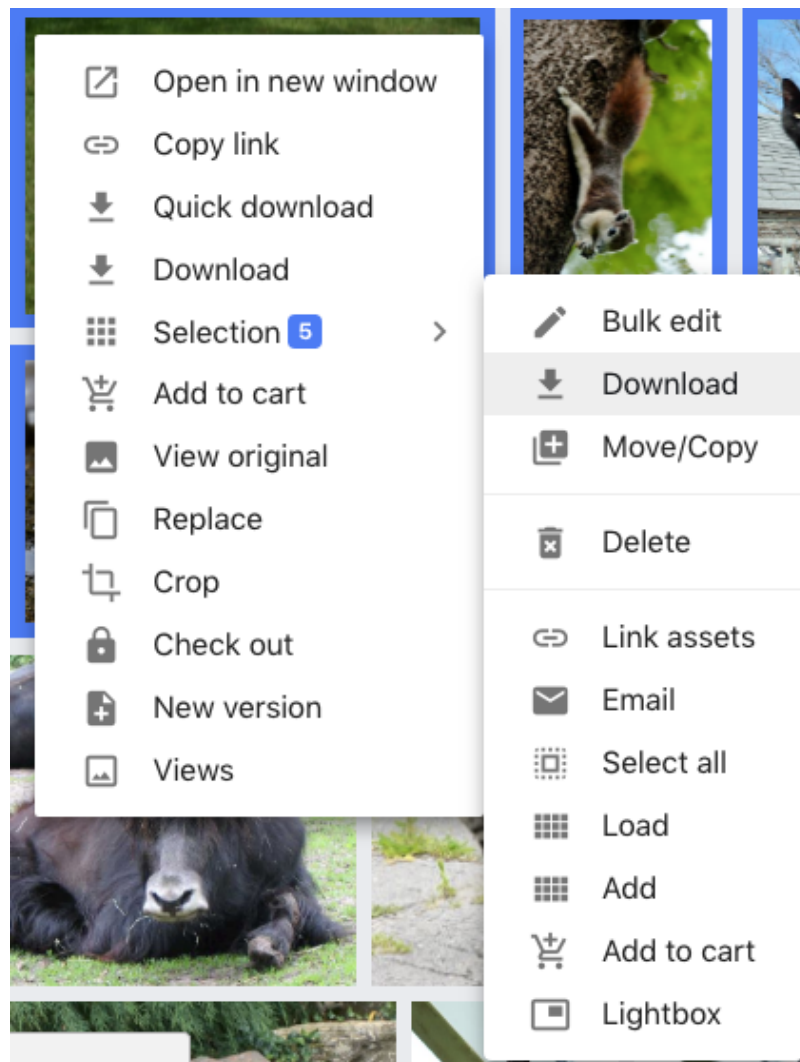 Open in new window
Copy link
Quick download
Download
Selection 5
Add to cart
View original
Replace
Crop
Check out
New version
Views
Bulk edit
Download
Move/Copy
Delete
Link assets
Email
Select all
Load
Add
Add to cart
Lightbox